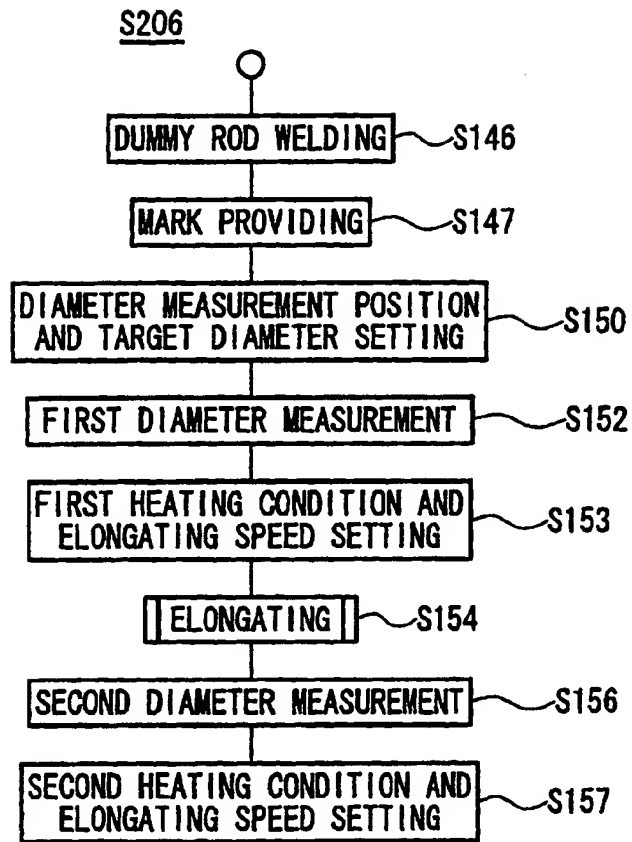 S206
DUMMY ROD WELDING S146
MARK PROVIDING S147
DIAMETER MEASUREMENT POSITION
AND TARGET DIAMETER SETTING S150
FIRST DIAMETER MEASUREMENT S152
FIRST HEATING CONDITION AND
ELONGATING SPEED SETTING S153
ELONGATING S154
SECOND DIAMETER MEASUREMENT S156
SECOND HEATING CONDITION AND
ELONGATING SPEED SETTING S157